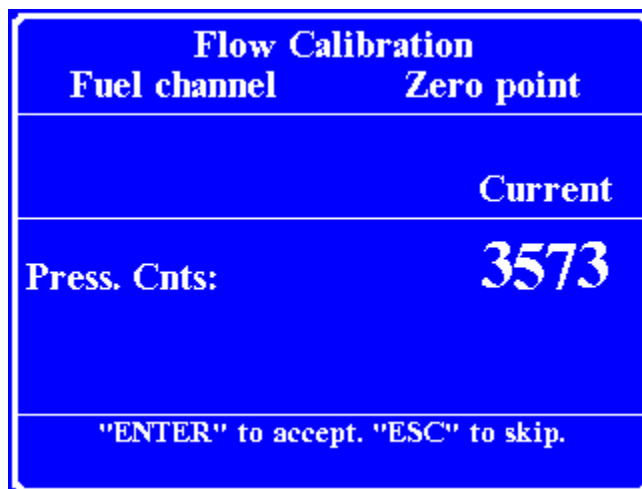 Flow Calibration
Fuel channel Zero point
Current
Press. Cnts: 3573
"ENTER" to accept. "ESC" to skip.